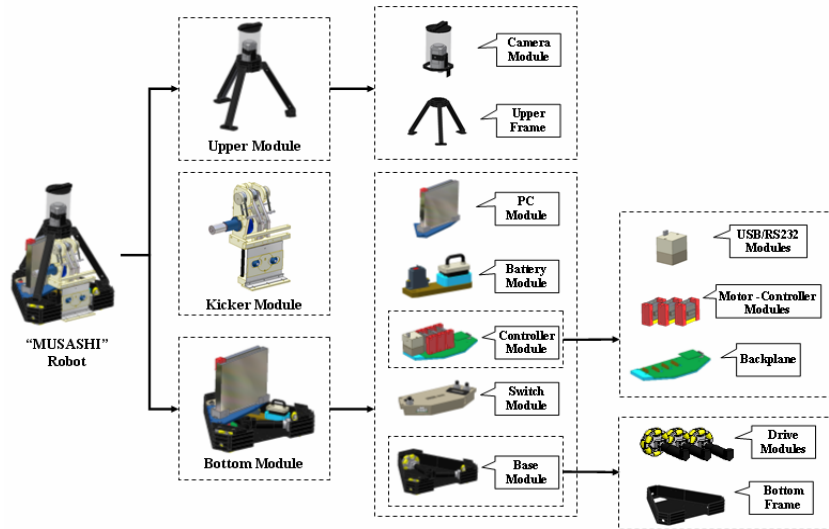 "MUSASHI"
Robot
Upper Module
Kicker Module
Bottom Module
Camera
Module
Upper
Frame
PC
Module
Battery
Module
Controller
Module
Switch
Module
Base
Module
USB/RS232
Modules
Motor - Controller
Modules
Backplane
Drive
Modules
Bottom
Frame